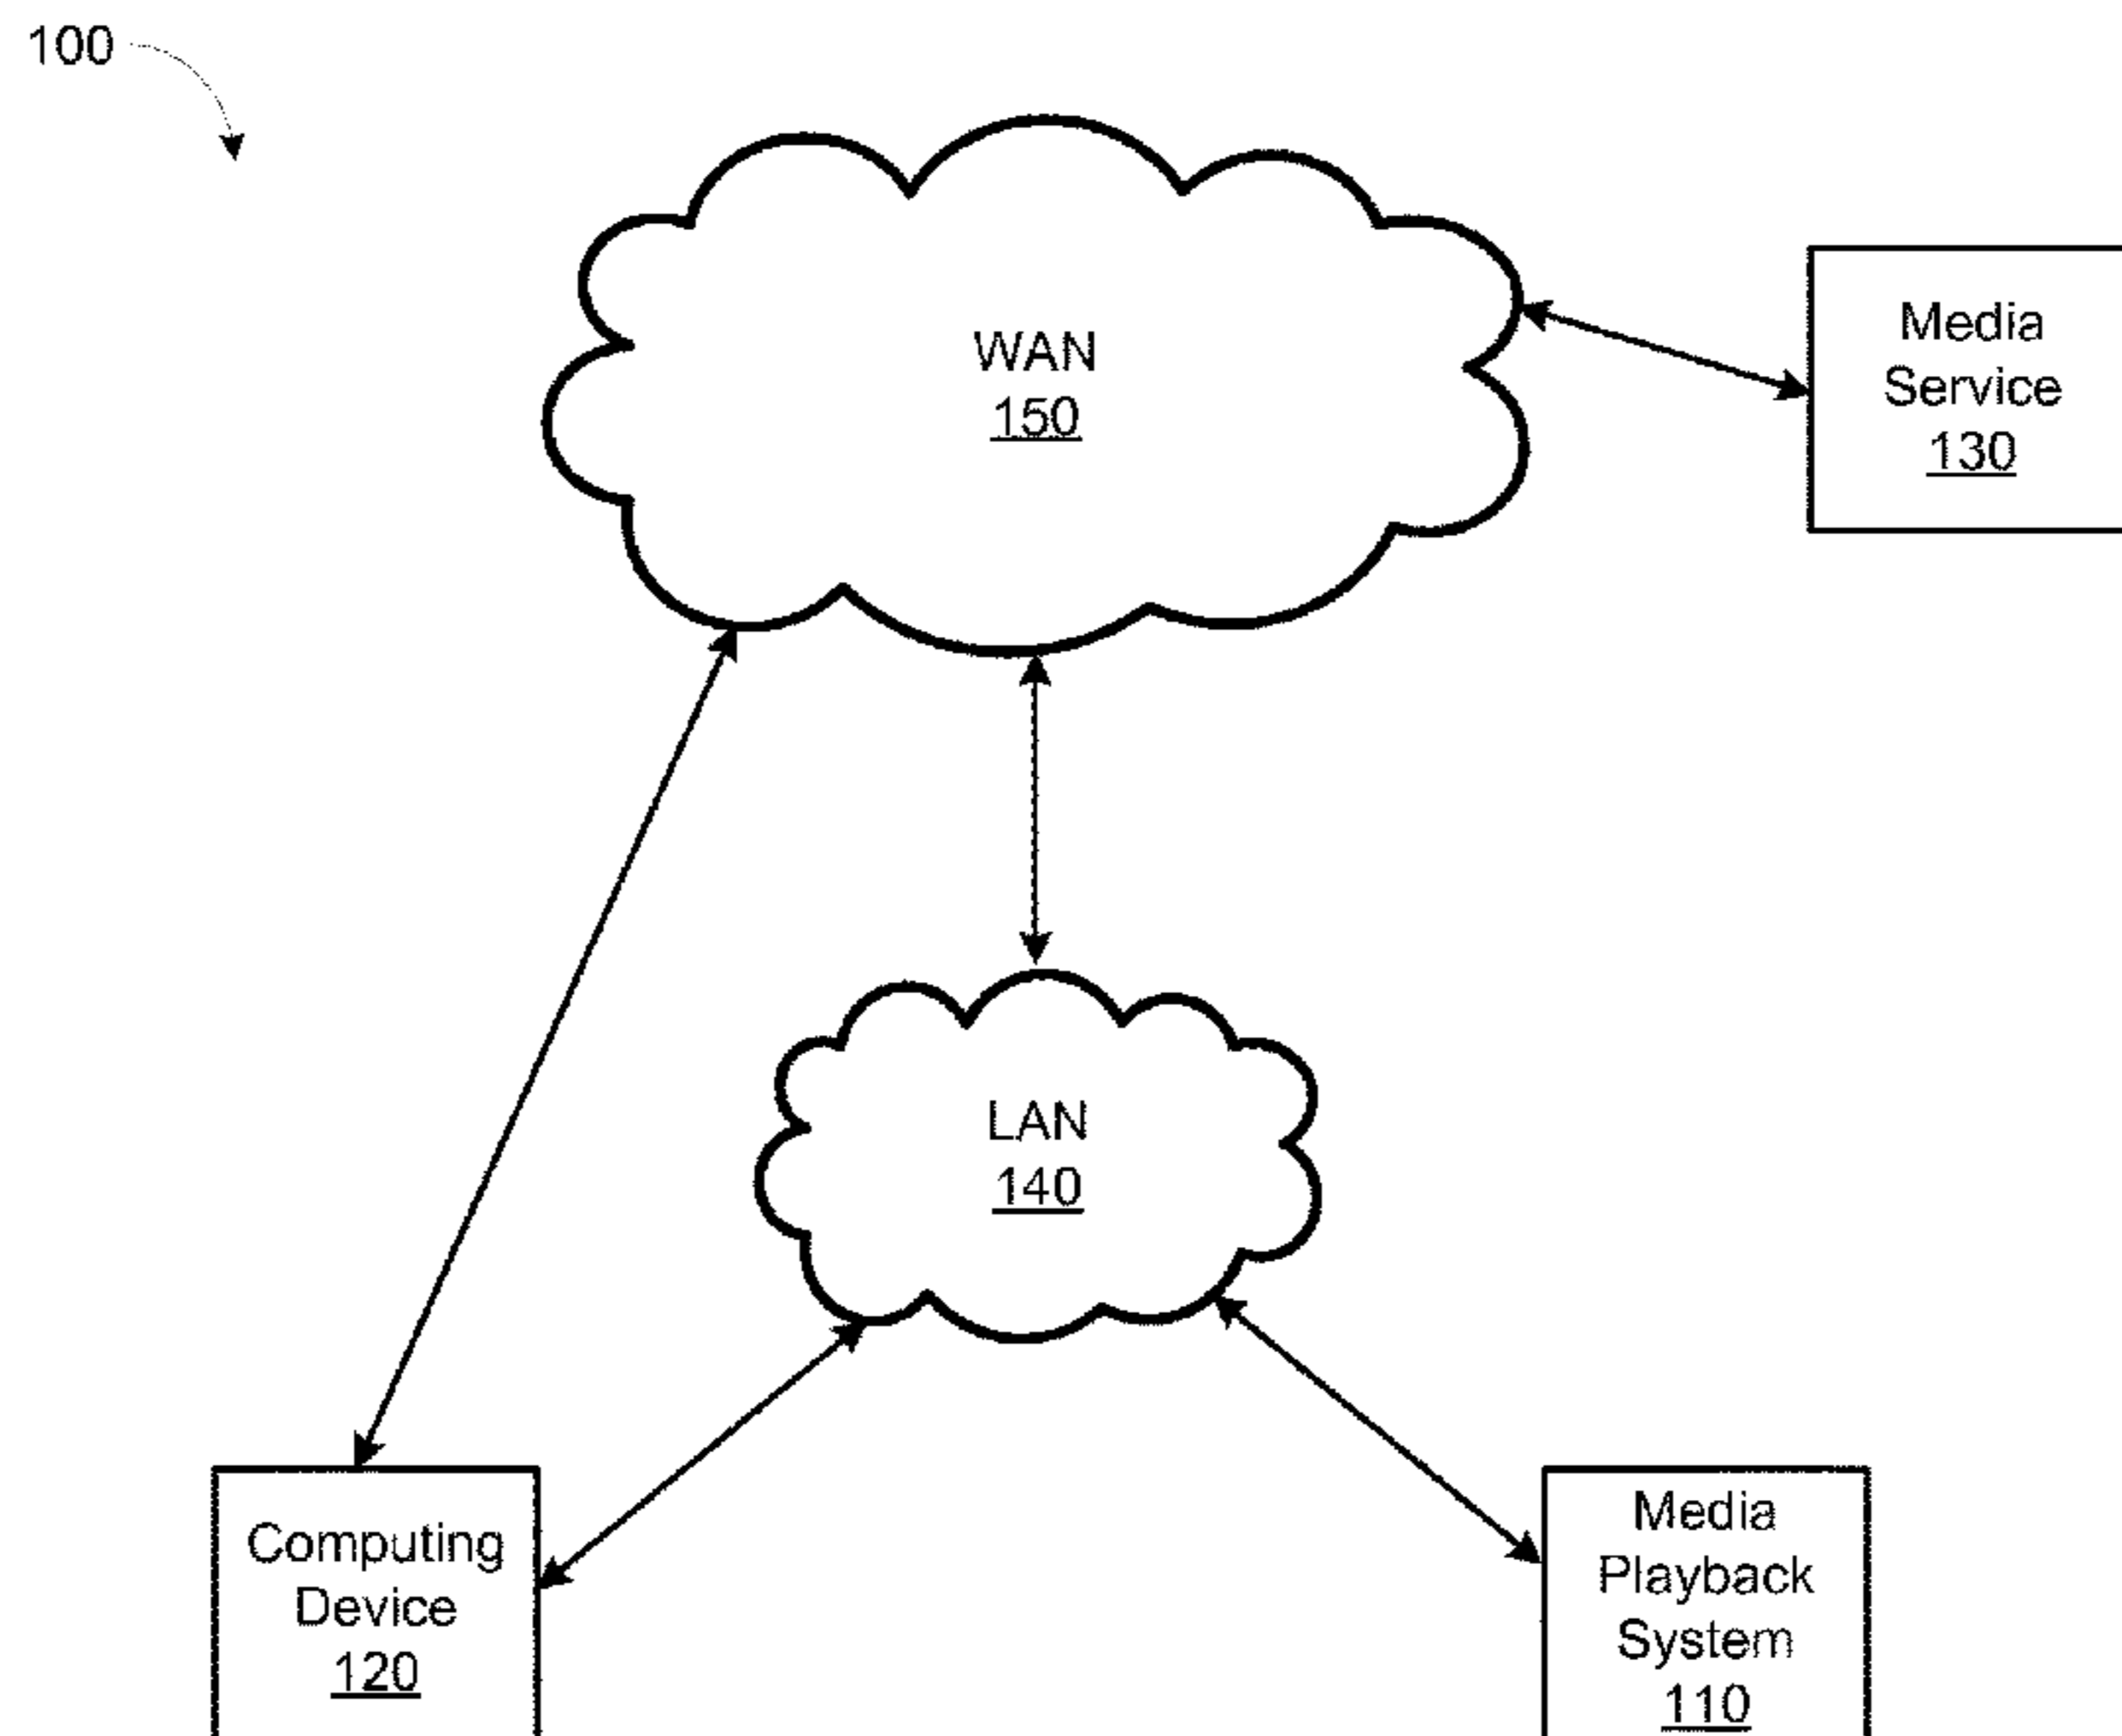 100
WAN
150
Media
Service
130
LAN
140
Computing
Device
120
Media
Playback
System
110